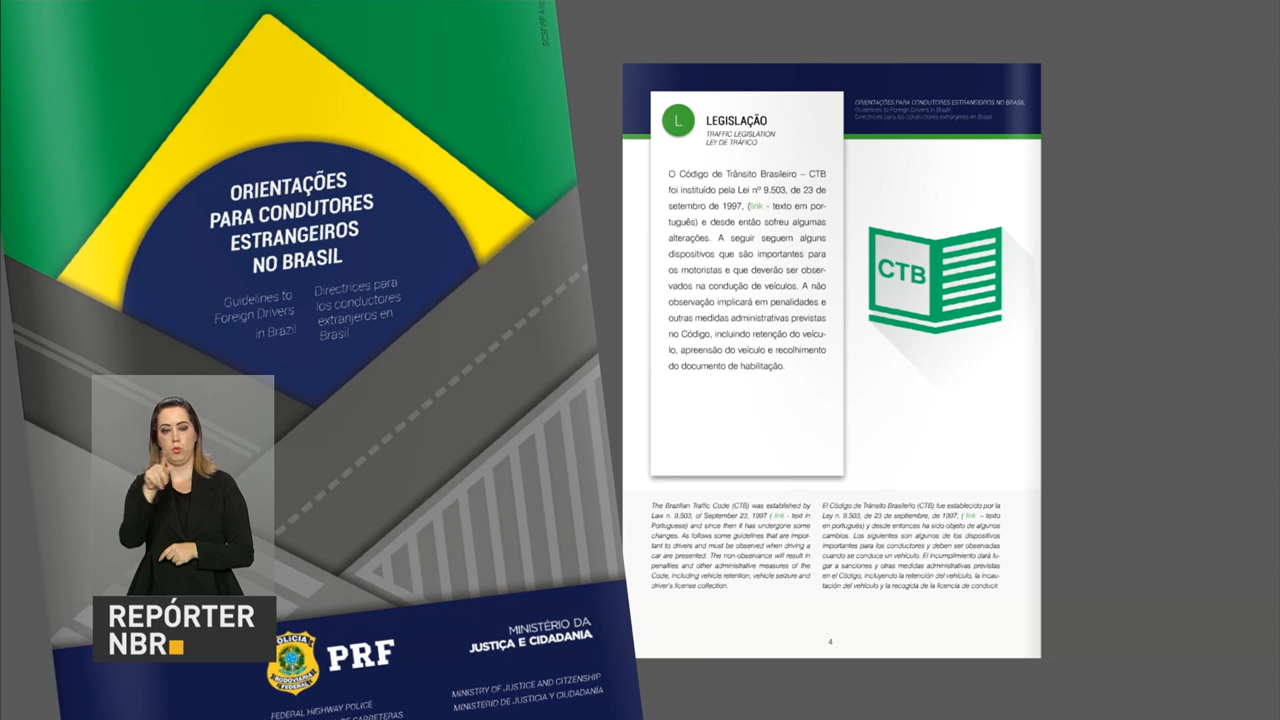 ORIENTAÇÕES
PARA CONDUTORES
ESTRANGEIROS
NO BRASIL
Guidelines to
Foreign Drivers
in Brazil
Directrices para
los conductores
extranjeros en
Brasil
REPÓRTER
NBR
POLÍCIA
RODOVIÁRIA
FEDERAL
PRF
MINISTÉRIO DA
JUSTIÇA E CIDADANIA
FEDERAL HIGHWAY POLICE
DE CARRETERAS
MINISTRY OF JUSTICE AND CITIZENSHIP
MINISTERIO DE JUSTICIA Y CIUDADANÍA
L
LEGISLAÇÃO
TRAFFIC LEGISLATION
LEY DE TRÁFICO
ORIENTAÇÕES PARA CONDUTORES ESTRANGEIROS NO BRASIL
Guidelines to Foreign Drivers in Brazil
Directrices para los conductores extranjeros en Brasil
O Código de Trânsito Brasileiro – CTB
foi instituído pela Lei nº 9.503, de 23 de
setembro de 1997, (link - texto em por-
tuguês) e desde então sofreu algumas
alterações. A seguir seguem alguns
dispositivos que são importantes para
os motoristas e que deverão ser obser-
vados na condução de veículos. A não
observação implicará em penalidades e
outras medidas administrativas previstas
no Código, incluindo retenção do veícu-
lo, apreensão do veículo e recolhimento
do documento de habilitação.
CTB
The Brazilian Traffic Code (CTB) was established by
Law n. 9,503, of September 23, 1997 ( link - text in
Portuguese) and since then it has undergone some
changes. As follows some guidelines that are impor-
tant to drivers and must be observed when driving a
car are presented. The non-observance will result in
penalties and other administrative measures of the
Code, including vehicle retention, vehicle seizure and
driver's license collection.
El Código de Tránsito Brasileño (CTB) fue establecido por la
Ley n. 9.503, de 23 de septiembre, de 1997, ( link – texto
en portugués) y desde entonces ha sido objeto de algunos
cambios. Los siguientes son algunos de los dispositivos
importantes para los conductores y deben ser observadas
cuando se conduce un vehículo. El incumplimiento dará lu-
gar a sanciones y otras medidas administrativas previstas
en el Código, incluyendo la retención del vehículo, la incau-
tación del vehículo y la recogida de la licencia de conducir.
4